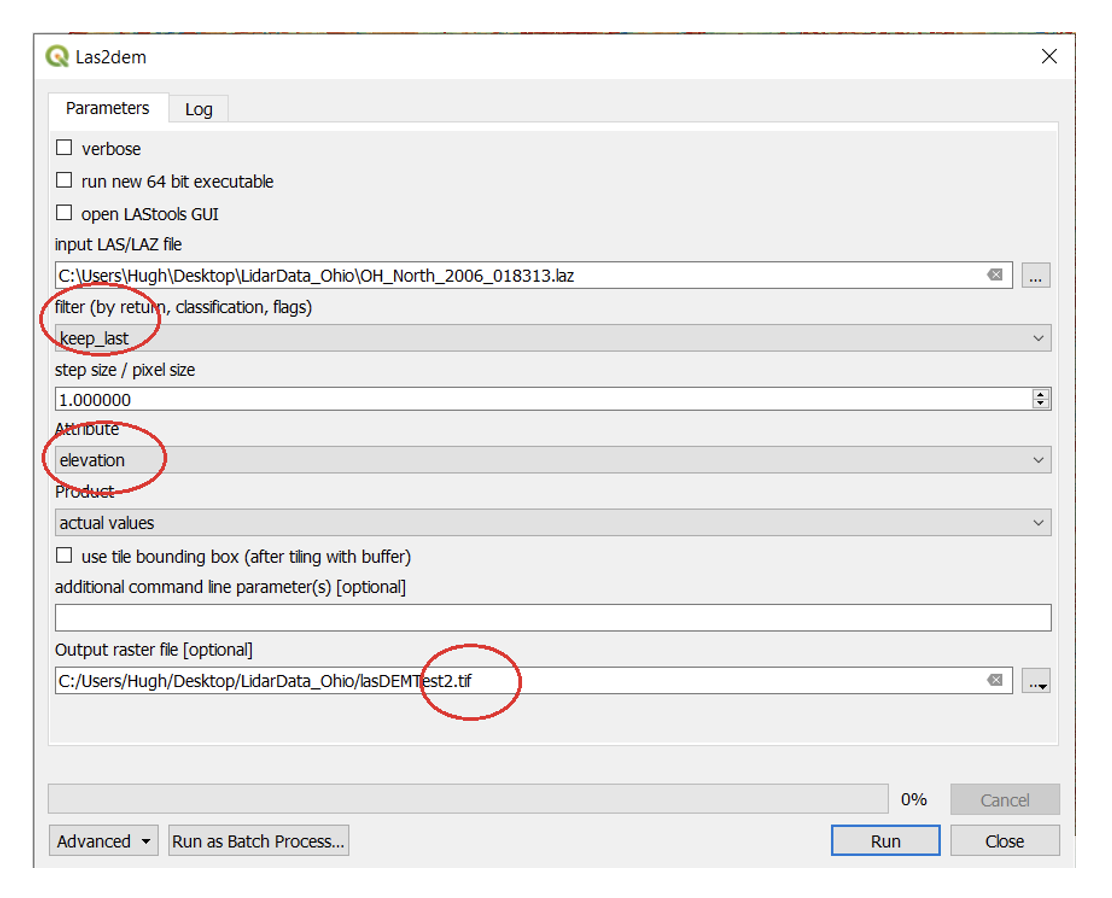 Las2dem
Parameters
Log
verbose
run new 64 bit executable
open LAStools GUI
input LAS/LAZ file
C:\Users\Hugh\Desktop\LidarData_Ohio\OH_North_2006_018313.laz
...
filter (by return, classification, flags)
keep_last
step size / pixel size
1.000000
Attribute
elevation
Product
actual values
use tile bounding box (after tiling with buffer)
additional command line parameter(s) [optional]
Output raster file [optional]
C:/Users/Hugh/Desktop/LidarData_Ohio/lasDEMTest2.tif
...
0%
Cancel
Advanced
Run as Batch Process...
Run
Close